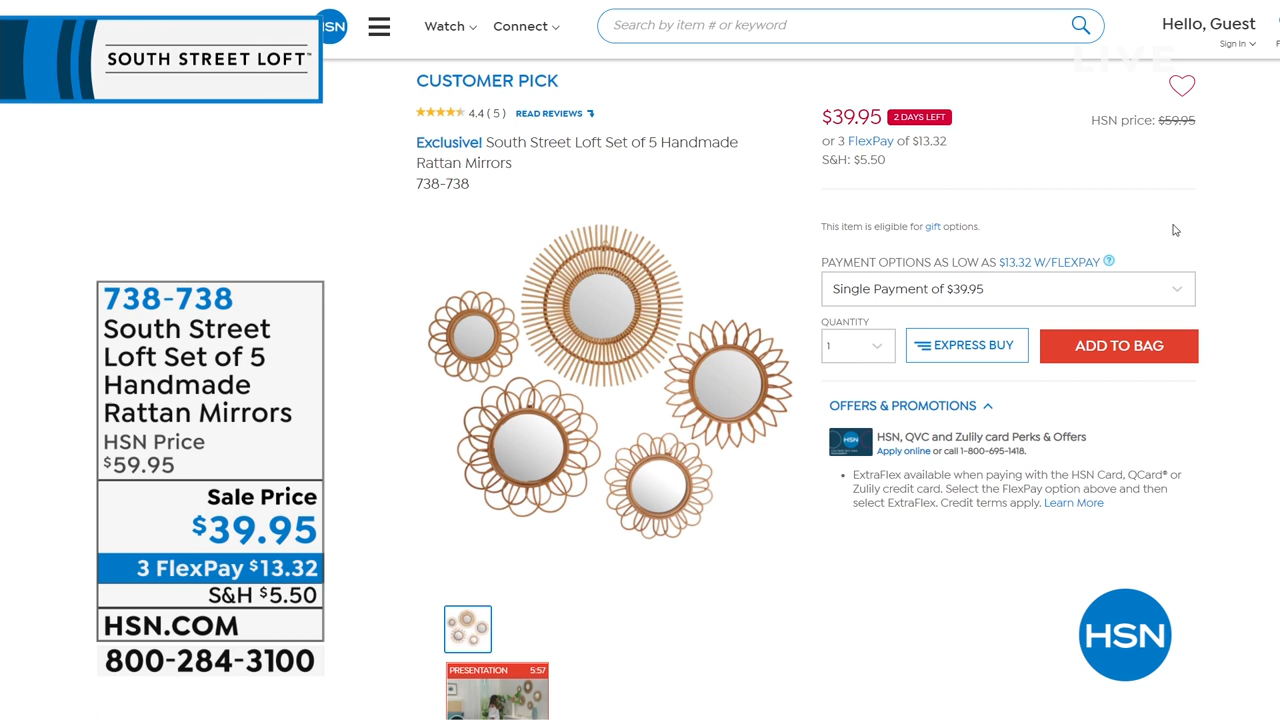 SOUTH STREET LOFT™
HSN
Watch
Connect
Search by item # or keyword
Hello, Guest
Sign In
LIVE
CUSTOMER PICK
4.4 ( 5 ) READ REVIEWS
Exclusive! South Street Loft Set of 5 Handmade
Rattan Mirrors
738-738
$39.95 2 DAYS LEFT
HSN price: $59.95
or 3 FlexPay of $13.32
S&H: $5.50
This item is eligible for gift options.
PAYMENT OPTIONS AS LOW AS $13.32 W/FLEXPAY ?
Single Payment of $39.95
QUANTITY
1
EXPRESS BUY
ADD TO BAG
OFFERS & PROMOTIONS
HSN
HSN, QVC and Zulily card Perks & Offers
Apply online or call 1-800-695-1418.
• ExtraFlex available when paying with the HSN Card, QCard® or
Zulily credit card. Select the FlexPay option above and then
select ExtraFlex. Credit terms apply. Learn More
738-738
South Street
Loft Set of 5
Handmade
Rattan Mirrors
HSN Price
$59.95
Sale Price
$39.95
3 FlexPay $13.32
S&H $5.50
HSN.COM
800-284-3100
PRESENTATION 5:57
HSN